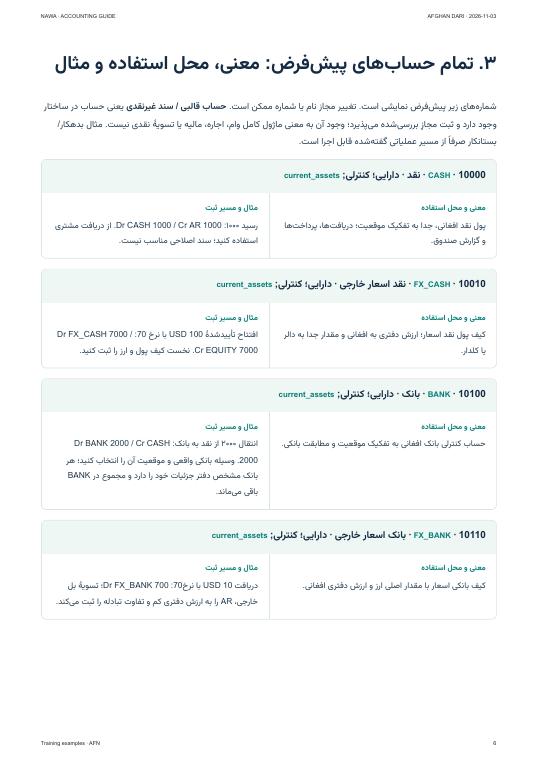 NAWA · ACCOUNTING GUIDE
AFGHAN DARI · 2026-11-03
۳. تمام حساب‌های پیش‌فرض: معنی، محل استفاده و مثال
شماره‌های زیر پیش‌فرض نمایشی است. تغییر مجاز نام یا شماره ممکن است. حساب قالبی / سند غیرنقدی یعنی حساب در ساختار
وجود دارد و ثبت مجازِ بررسی‌شده می‌پذیرد؛ وجود آن به معنی ماژول کامل وام، اجاره، مالیه یا تسویهٔ نقدی نیست. مثال بدهکار/
بستانکار صرفاً از مسیر عملیاتی گفته‌شده قابل اجرا است.
10000 · CASH · نقد · دارایی؛ کنترلی؛ current_assets
معنی و محل استفاده
پول نقد افغانی، جدا به تفکیک موقعیت؛ دریافت‌ها، پرداخت‌ها
و گزارش صندوق.
مثال و مسیر ثبت
رسید ۱۰۰۰: Dr CASH 1000 / Cr AR 1000. از دریافت مشتری
استفاده کنید؛ سند اصلاحی مناسب نیست.
10010 · FX_CASH · نقد اسعار خارجی · دارایی؛ کنترلی؛ current_assets
معنی و محل استفاده
کیف پول نقد اسعار؛ ارزش دفتری به افغانی و مقدار جدا به دالر
یا کلدار.
مثال و مسیر ثبت
افتتاح تأییدشدهٔ 100 USD با نرخ 70: Dr FX_CASH 7000 /
Cr EQUITY 7000. نخست کیف پول و ارز را ثبت کنید.
10100 · BANK · بانک · دارایی؛ کنترلی؛ current_assets
معنی و محل استفاده
حساب کنترلی بانک افغانی به تفکیک موقعیت و مطابقت بانکی.
مثال و مسیر ثبت
انتقال ۲۰۰۰ از نقد به بانک: Dr BANK 2000 / Cr CASH
2000. وسیله بانکی واقعی و موقعیت آن را انتخاب کنید؛ هر
بانک مشخص دفتر جزئیات خود را دارد و مجموع در BANK
باقی می‌ماند.
10110 · FX_BANK · بانک اسعار خارجی · دارایی؛ کنترلی؛ current_assets
معنی و محل استفاده
کیف بانکی اسعار با مقدار اصلی ارز و ارزش دفتری افغانی.
مثال و مسیر ثبت
دریافت 10 USD با نرخ70: Dr FX_BANK 700؛ تسویهٔ بل
خارجی، AR را به ارزش دفتری کم و تفاوت تبادله را ثبت می‌کند.
Training examples · AFN
6